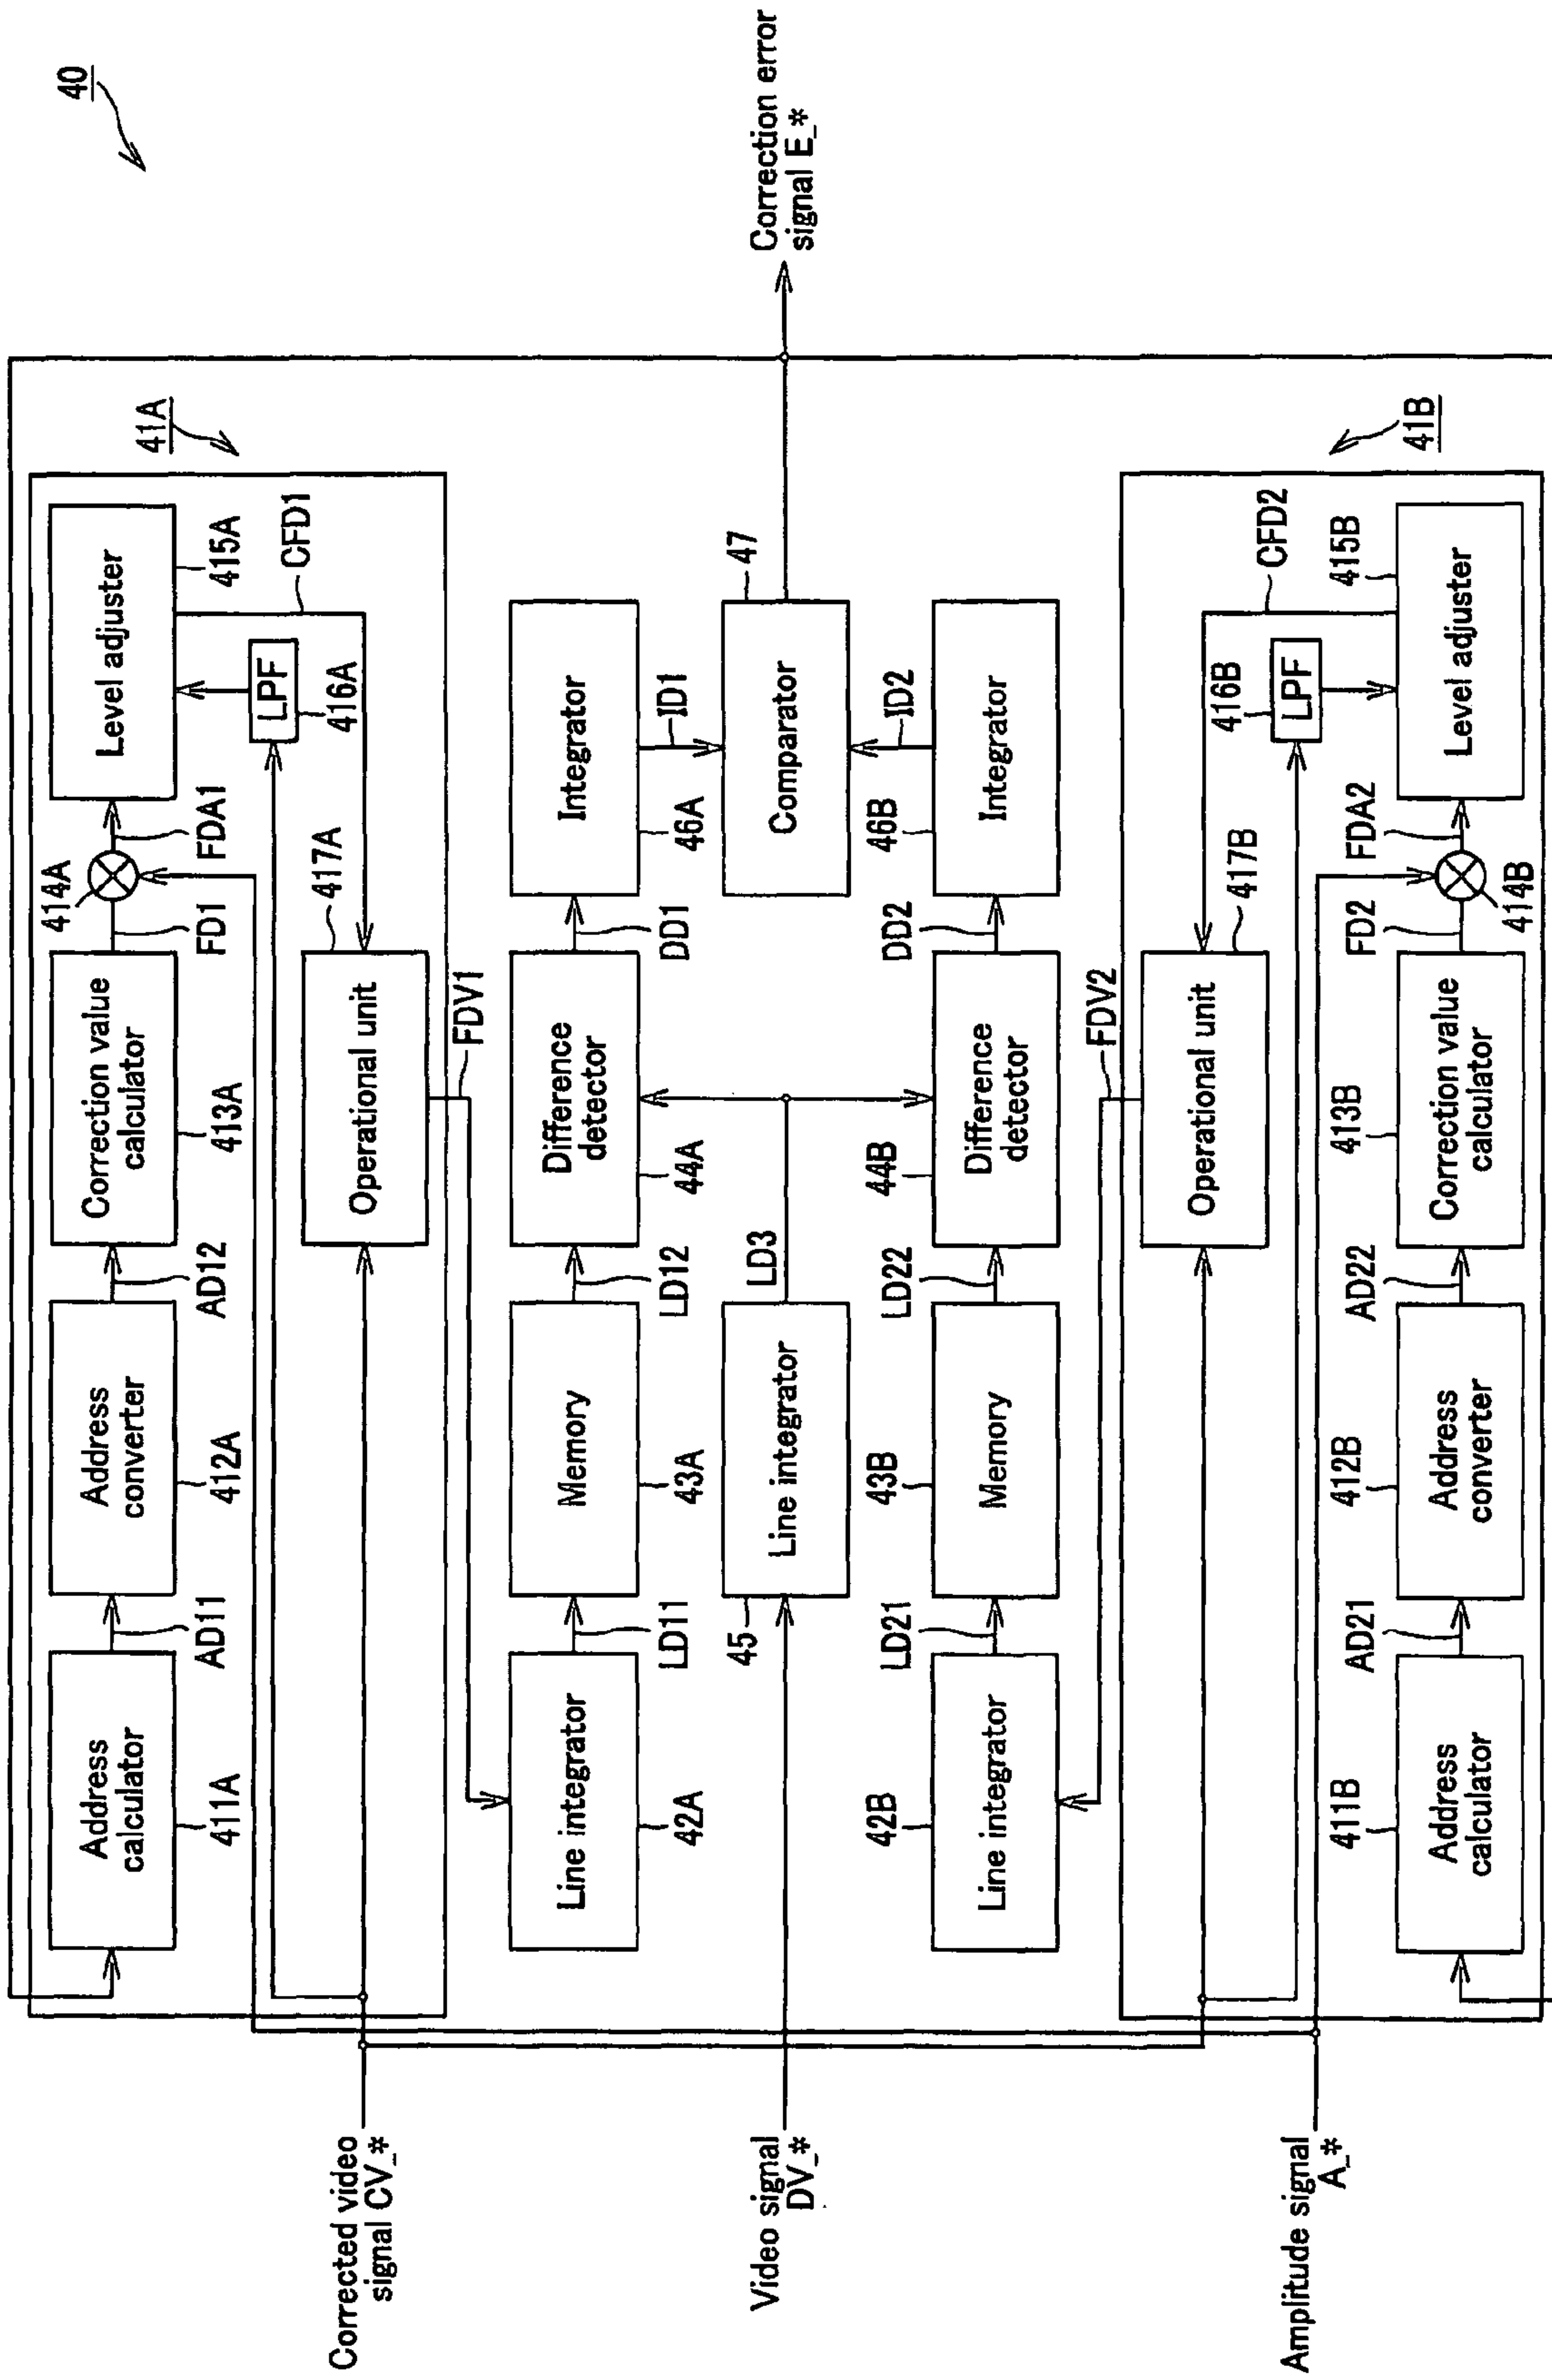 40
41A
Address
calculator
411A
AD11
Address
converter
412A
AD12
Correction value
calculator
413A
FD1
414A
FDA1
Level adjuster
415A
LPF
416A
CFD1
Operational unit
417A
FDV1
Corrected video
signal CV_*
Line integrator
42A
LD11
Memory
43A
LD12
Difference
detector
44A
DD1
Integrator
46A
ID1
Video signal
DV_*
Line integrator
45
LD3
Comparator
47
Correction error
signal E_*
Line integrator
42B
LD21
Memory
43B
LD22
Difference
detector
44B
DD2
Integrator
46B
ID2
FDV2
Operational unit
417B
LPF
416B
CFD2
41B
Amplitude signal
A_*
Address
calculator
411B
AD21
Address
converter
412B
AD22
Correction value
calculator
413B
FD2
414B
FDA2
Level adjuster
415B